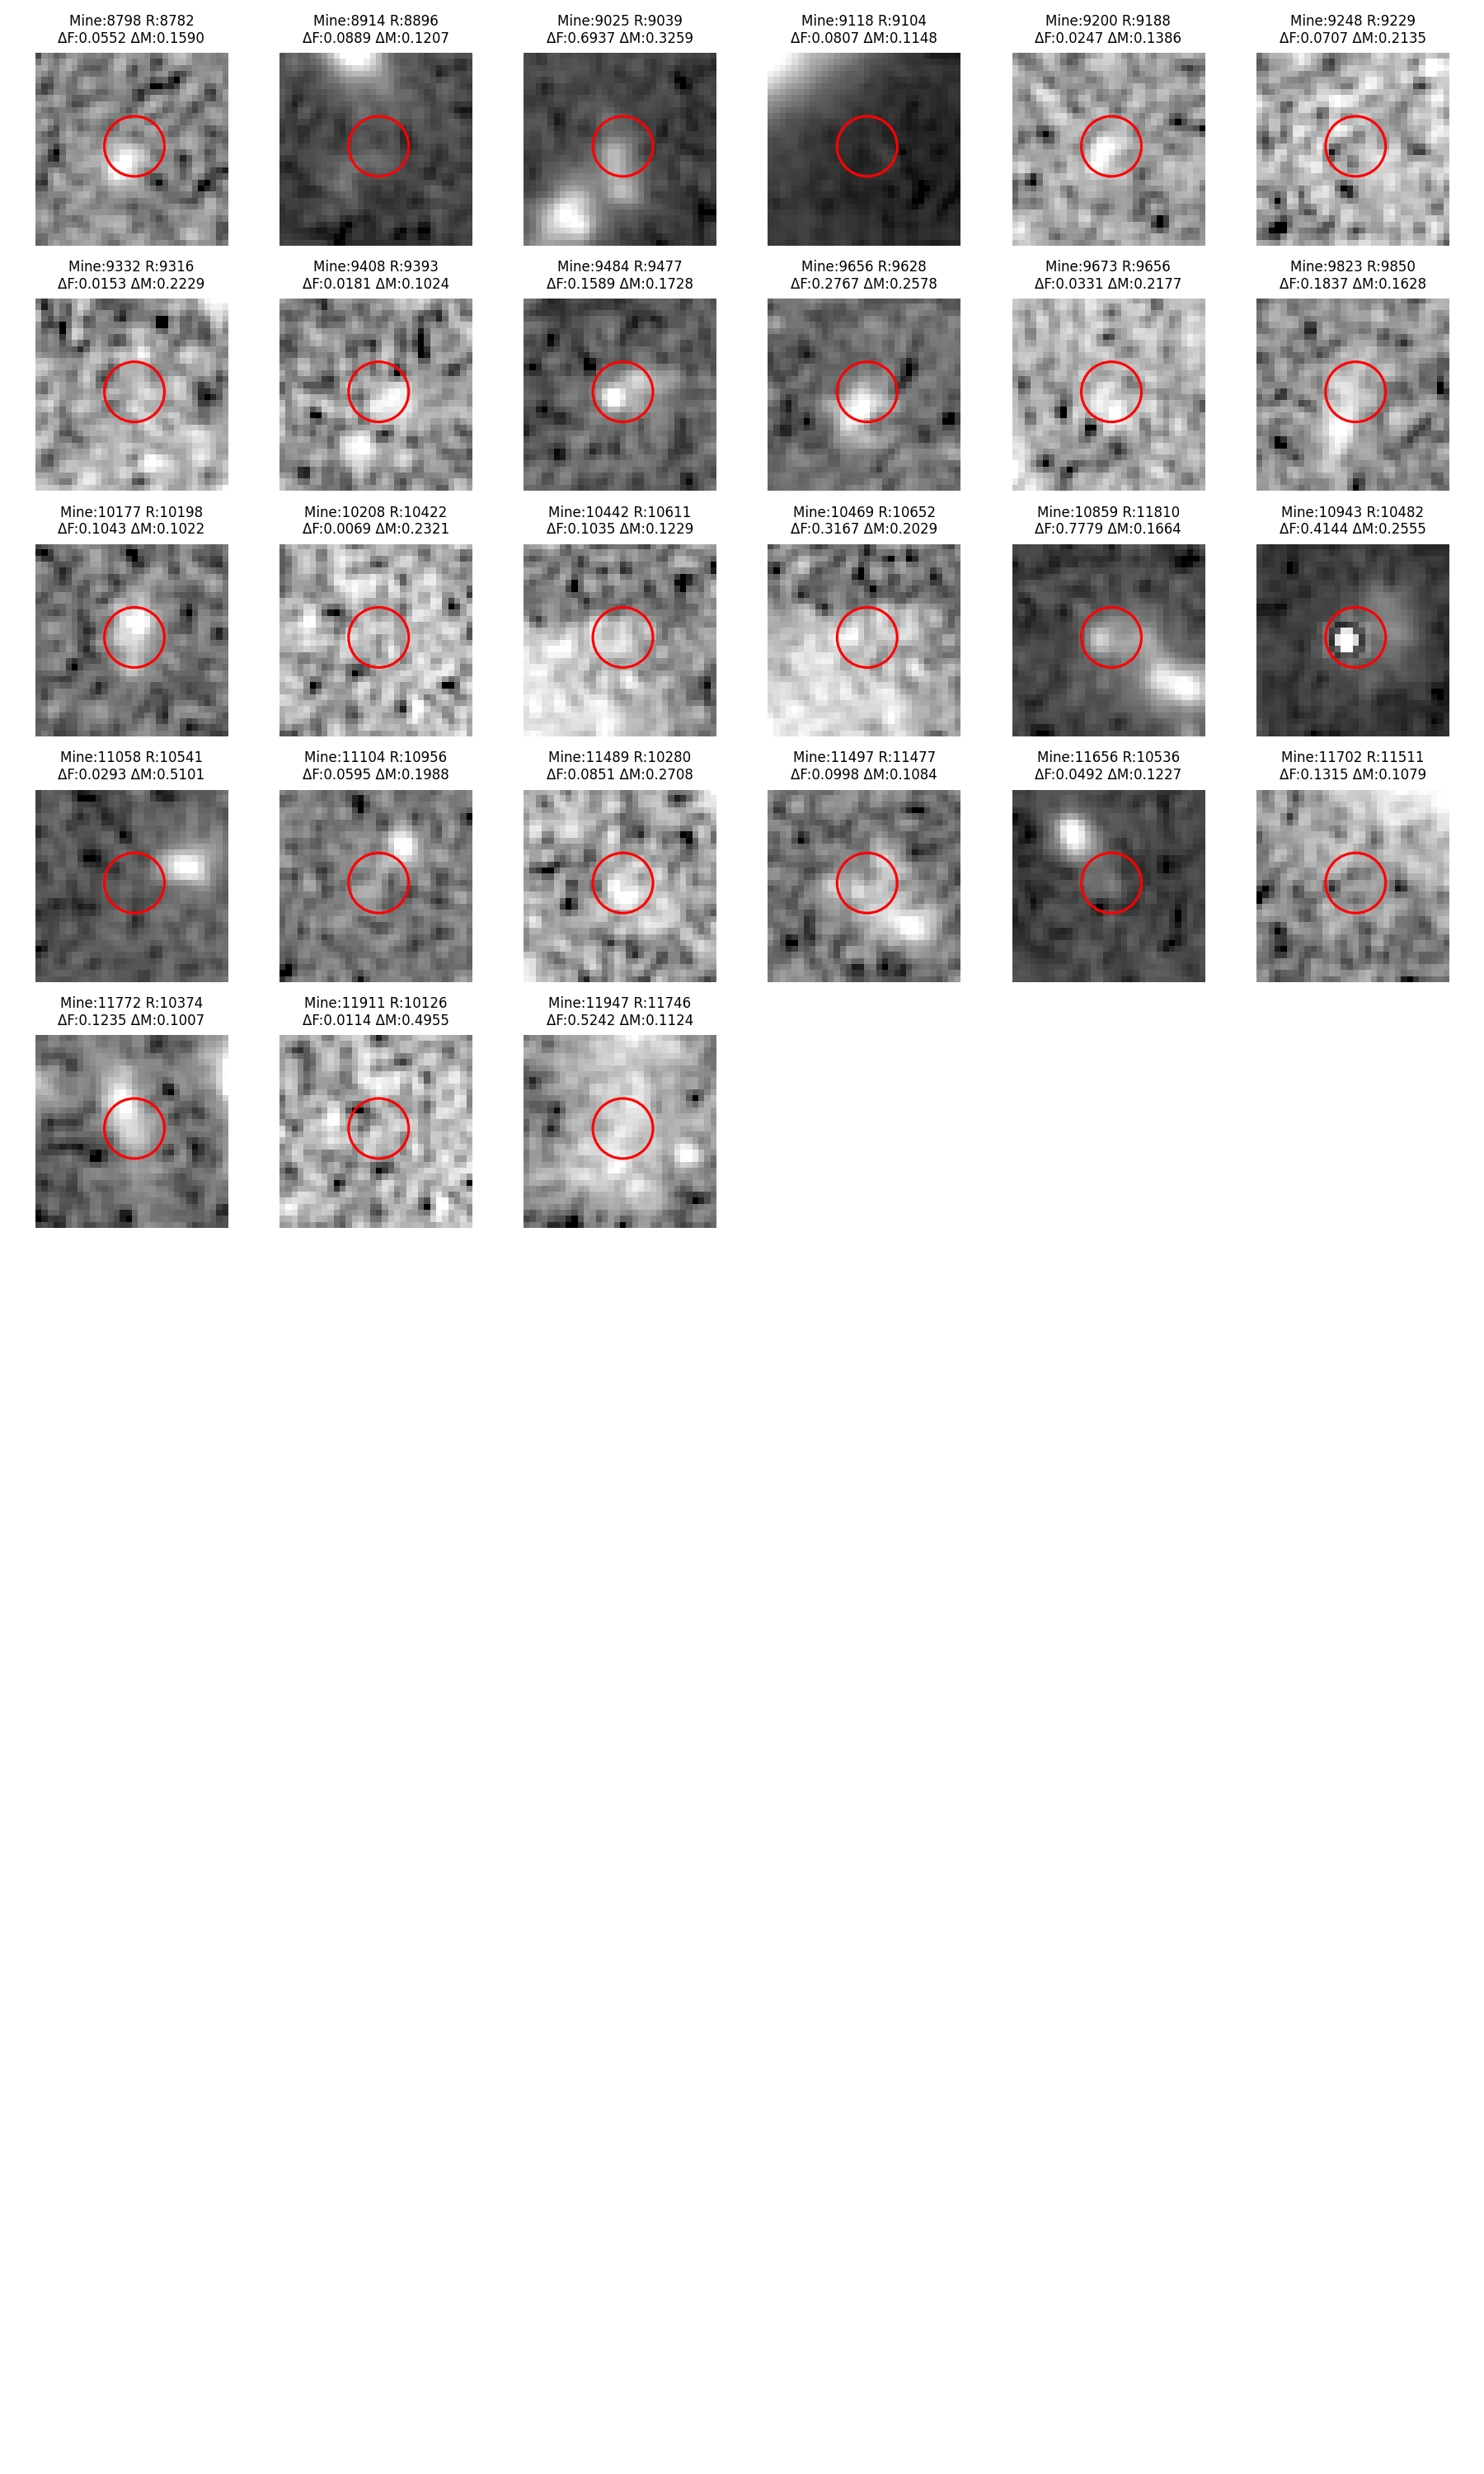 Mine:8798 R:8782
ΔF:0.0552 ΔM:0.1590
Mine:8914 R:8896
ΔF:0.0889 ΔM:0.1207
Mine:9025 R:9039
ΔF:0.6937 ΔM:0.3259
Mine:9118 R:9104
ΔF:0.0807 ΔM:0.1148
Mine:9200 R:9188
ΔF:0.0247 ΔM:0.1386
Mine:9248 R:9229
ΔF:0.0707 ΔM:0.2135
Mine:9332 R:9316
ΔF:0.0153 ΔM:0.2229
Mine:9408 R:9393
ΔF:0.0181 ΔM:0.1024
Mine:9484 R:9477
ΔF:0.1589 ΔM:0.1728
Mine:9656 R:9628
ΔF:0.2767 ΔM:0.2578
Mine:9673 R:9656
ΔF:0.0331 ΔM:0.2177
Mine:9823 R:9850
ΔF:0.1837 ΔM:0.1628
Mine:10177 R:10198
ΔF:0.1043 ΔM:0.1022
Mine:10208 R:10422
ΔF:0.0069 ΔM:0.2321
Mine:10442 R:10611
ΔF:0.1035 ΔM:0.1229
Mine:10469 R:10652
ΔF:0.3167 ΔM:0.2029
Mine:10859 R:11810
ΔF:0.7779 ΔM:0.1664
Mine:10943 R:10482
ΔF:0.4144 ΔM:0.2555
Mine:11058 R:10541
ΔF:0.0293 ΔM:0.5101
Mine:11104 R:10956
ΔF:0.0595 ΔM:0.1988
Mine:11489 R:10280
ΔF:0.0851 ΔM:0.2708
Mine:11497 R:11477
ΔF:0.0998 ΔM:0.1084
Mine:11656 R:10536
ΔF:0.0492 ΔM:0.1227
Mine:11702 R:11511
ΔF:0.1315 ΔM:0.1079
Mine:11772 R:10374
ΔF:0.1235 ΔM:0.1007
Mine:11911 R:10126
ΔF:0.0114 ΔM:0.4955
Mine:11947 R:11746
ΔF:0.5242 ΔM:0.1124